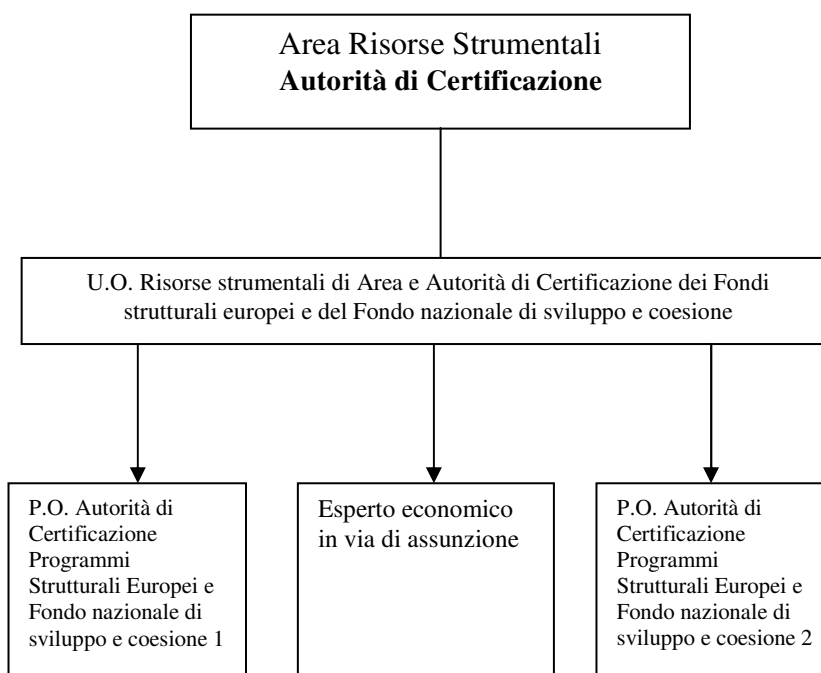 Area Risorse Strumentali
Autorità di Certificazione
U.O. Risorse strumentali di Area e Autorità di Certificazione dei Fondi
strutturali europei e del Fondo nazionale di sviluppo e coesione
P.O. Autorità di
Certificazione
Programmi
Strutturali Europei e
Fondo nazionale di
sviluppo e coesione 1
Esperto economico
in via di assunzione
P.O. Autorità di
Certificazione
Programmi
Strutturali Europei e
Fondo nazionale di
sviluppo e coesione 2